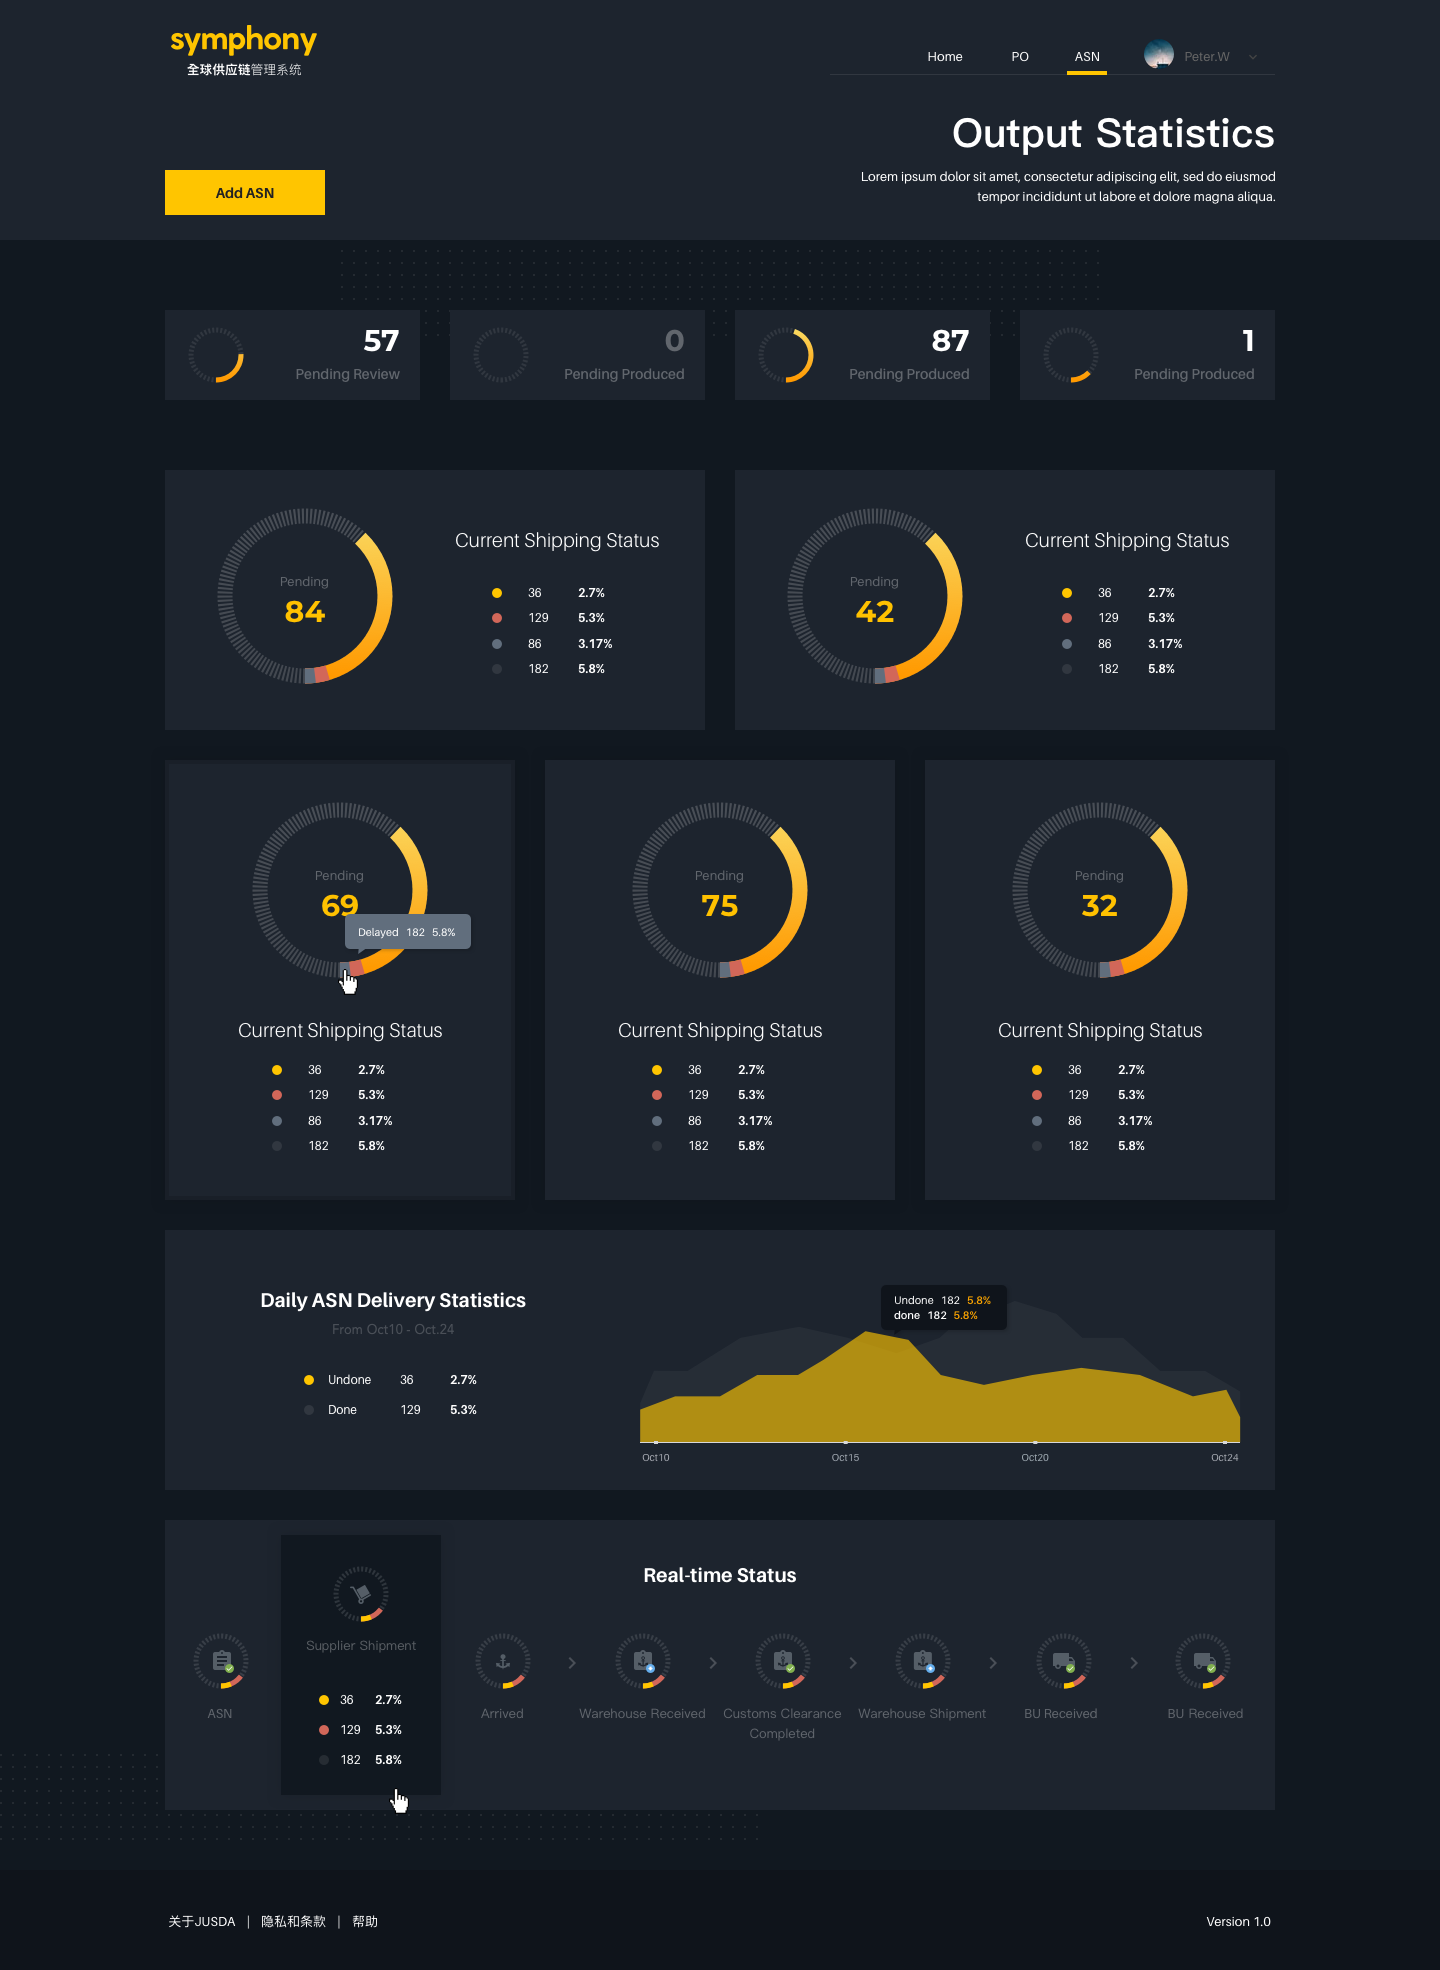 symphony
全球供应链管理系统
Home PO ASN Peter.W
Output Statistics
Lorem ipsum dolor sit amet, consectetur adipiscing elit, sed do eiusmod
tempor incididunt ut labore et dolore magna aliqua.
Add ASN
57
Pending Review
0
Pending Produced
87
Pending Produced
1
Pending Produced
Pending
84
Current Shipping Status
36 2.7%
129 5.3%
86 3.17%
182 5.8%
Pending
42
Current Shipping Status
36 2.7%
129 5.3%
86 3.17%
182 5.8%
Pending
69
Delayed 182 5.8%
Current Shipping Status
36 2.7%
129 5.3%
86 3.17%
182 5.8%
Pending
75
Current Shipping Status
36 2.7%
129 5.3%
86 3.17%
182 5.8%
Pending
32
Current Shipping Status
36 2.7%
129 5.3%
86 3.17%
182 5.8%
Daily ASN Delivery Statistics
From Oct10 - Oct.24
Undone 36 2.7%
Done 129 5.3%
Undone 182 5.8%
done 182 5.8%
Oct10 Oct15 Oct20 Oct24
Real-time Status
ASN
Supplier Shipment
36 2.7%
129 5.3%
182 5.8%
Arrived
Warehouse Received
Customs Clearance
Completed
Warehouse Shipment
BU Received
BU Received
关于JUSDA | 隐私和条款 | 帮助
Version 1.0